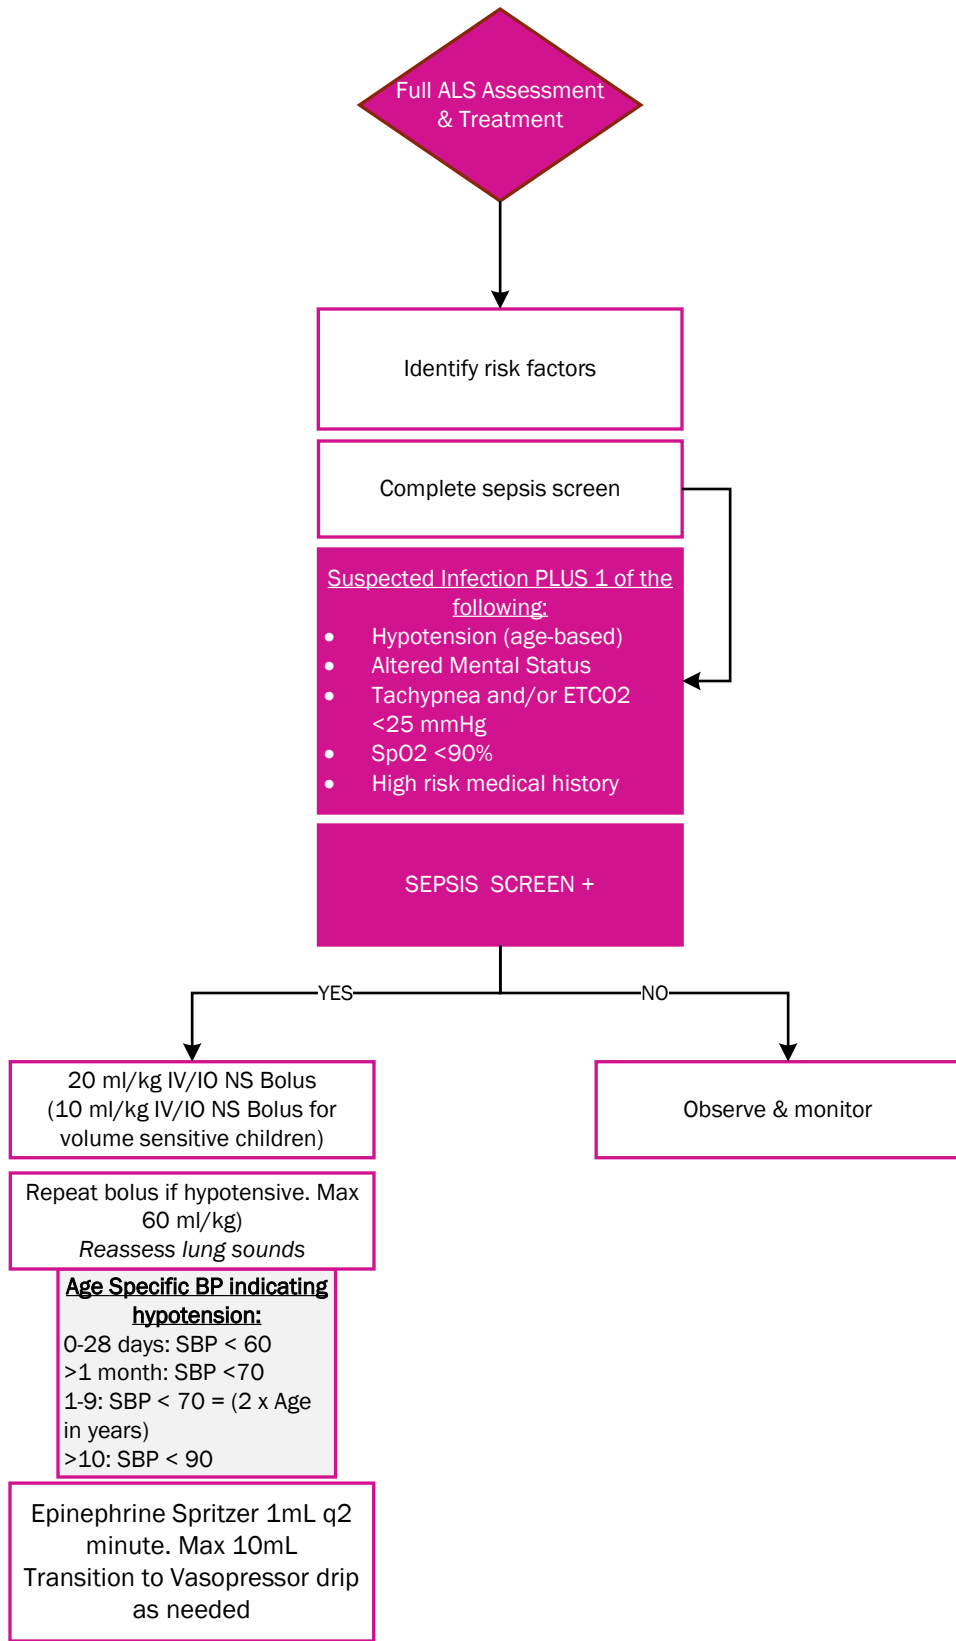 Full ALS Assessment
& Treatment
Identify risk factors
Complete sepsis screen
Suspected Infection PLUS 1 of the
following:
• Hypotension (age-based)
• Altered Mental Status
• Tachypnea and/or ETCO2
<25 mmHg
• SpO2 <90%
• High risk medical history
SEPSIS SCREEN +
YES
NO
20 ml/kg IV/IO NS Bolus
(10 ml/kg IV/IO NS Bolus for
volume sensitive children)
Observe & monitor
Repeat bolus if hypotensive. Max
60 ml/kg)
Reassess lung sounds
Age Specific BP indicating
hypotension:
0-28 days: SBP < 60
>1 month: SBP <70
1-9: SBP < 70 = (2 x Age
in years)
>10: SBP < 90
Epinephrine Spritzer 1mL q2
minute. Max 10mL
Transition to Vasopressor drip
as needed